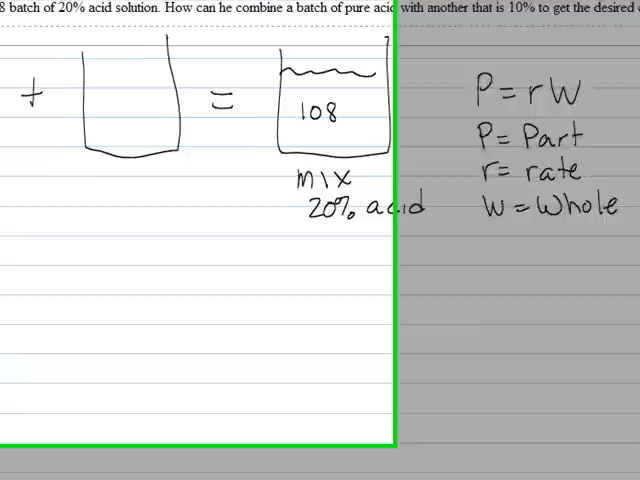 8 batch of 20% acid solution. How can he combine a batch of pure acid with another that is 10% to get the desired
+ = 108
mix
20% acid
P = r W
P = Part
r = rate
W = Whole